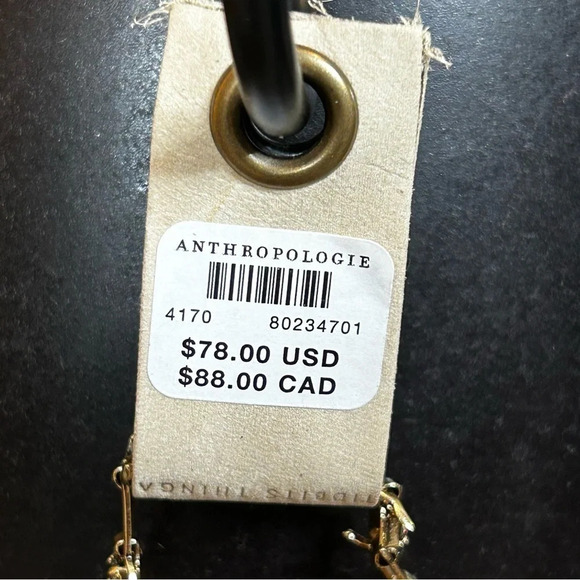 ANTHROPOLOGIE
4170 80234701
$78.00 USD
$88.00 CAD